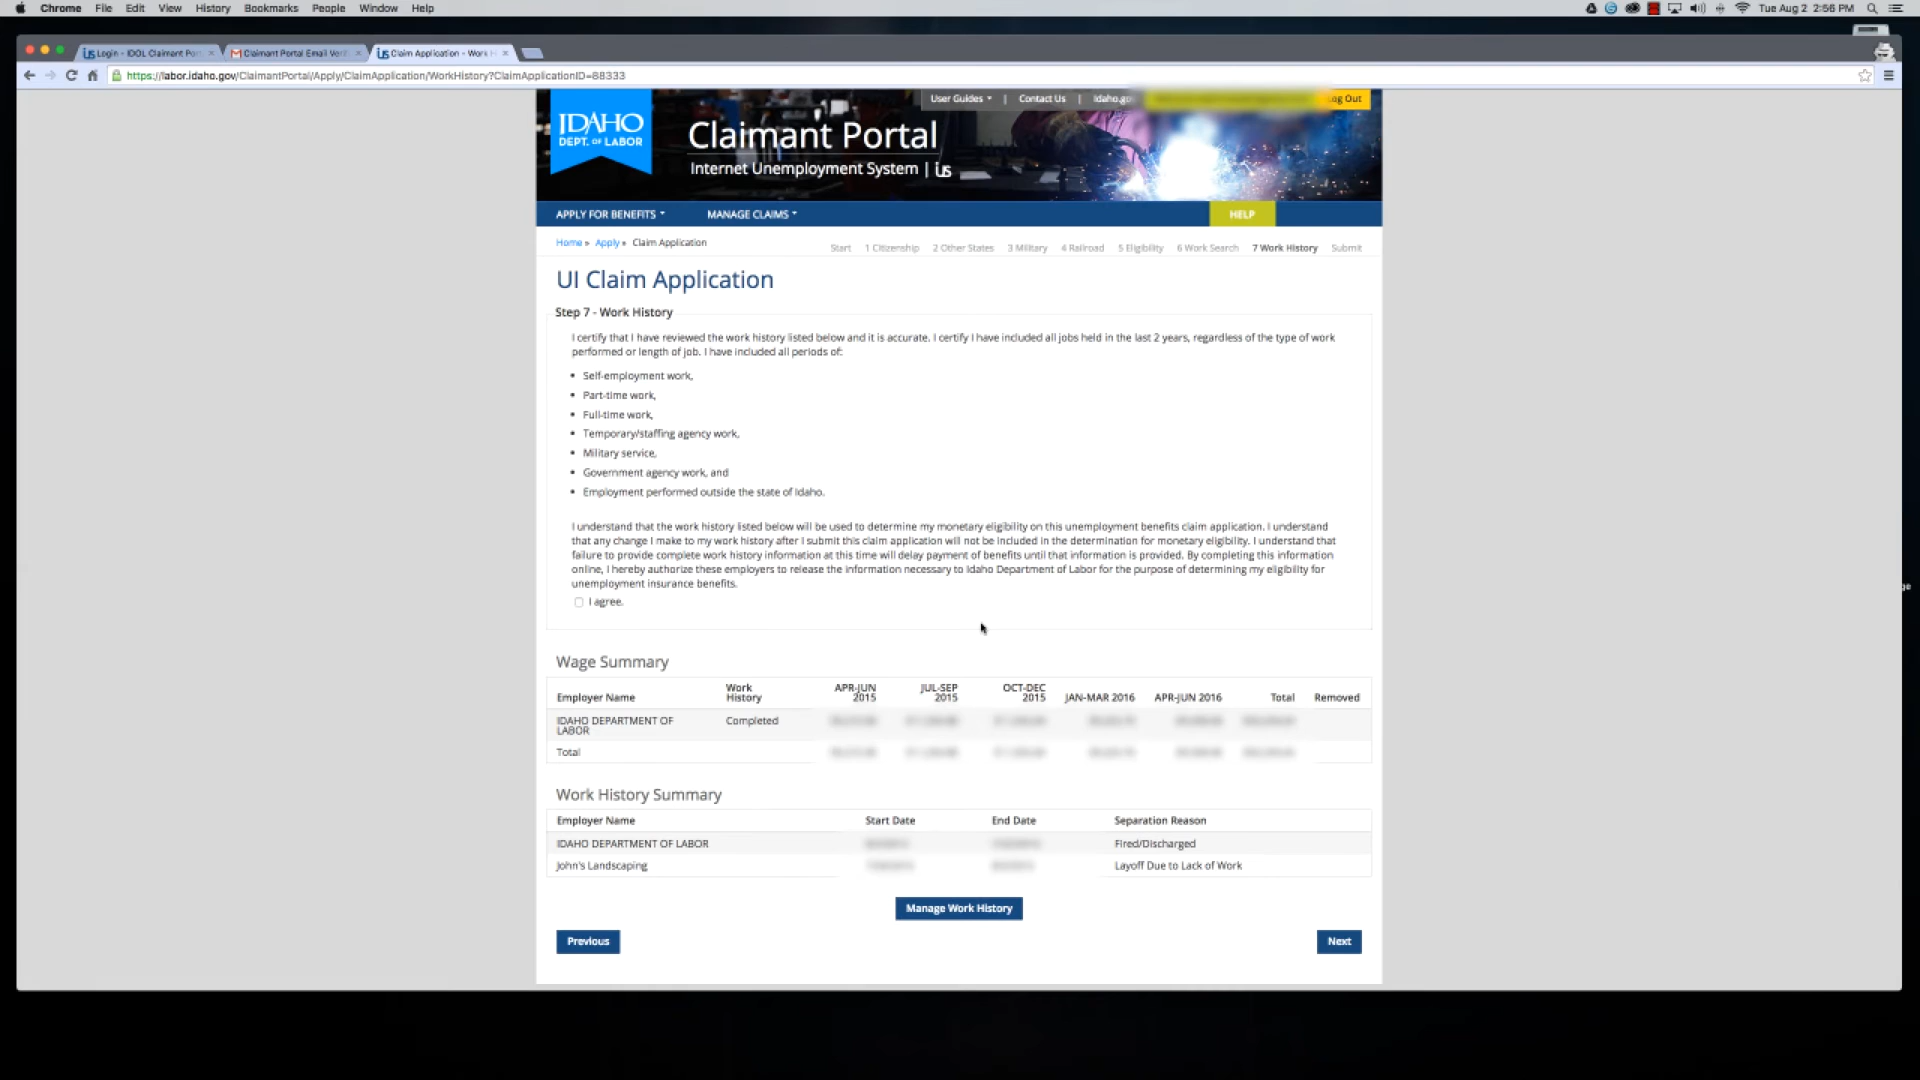 Chrome File Edit View History Bookmarks People Window Help
Tue Aug 2 2:56 PM
Login - IDOL Claimant Por
Claimant Portal Email Veri
Claim Application - Work H
https://labor.idaho.gov/ClaimantPortal/Apply/ClaimApplication/WorkHistory?ClaimApplicationID=88333
User Guides | Contact Us | idaho.go
og Out
IDAHO
DEPT. OF LABOR
Claimant Portal
Internet Unemployment System | ius
APPLY FOR BENEFITS MANAGE CLAIMS HELP
Home » Apply » Claim Application
Start 1 Citizenship 2 Other States 3 Military 4 Railroad 5 Eligibility 6 Work Search 7 Work History Submit
UI Claim Application
Step 7 - Work History
I certify that I have reviewed the work history listed below and it is accurate. I certify I have included all jobs held in the last 2 years, regardless of the type of work
performed or length of job. I have included all periods of:
• Self-employment work,
• Part-time work,
• Full-time work,
• Temporary/staffing agency work,
• Military service,
• Government agency work, and
• Employment performed outside the state of Idaho.
I understand that the work history listed below will be used to determine my monetary eligibility on this unemployment benefits claim application. I understand
that any change I make to my work history after I submit this claim application will not be included in the determination for monetary eligibility. I understand that
failure to provide complete work history information at this time will delay payment of benefits until that information is provided. By completing this information
online, I hereby authorize these employers to release the information necessary to Idaho Department of Labor for the purpose of determining my eligibility for
unemployment insurance benefits.
I agree.
Wage Summary
Employer Name Work History APR-JUN 2015 JUL-SEP 2015 OCT-DEC 2015 JAN-MAR 2016 APR-JUN 2016 Total Removed
IDAHO DEPARTMENT OF LABOR Completed
Total
Work History Summary
Employer Name Start Date End Date Separation Reason
IDAHO DEPARTMENT OF LABOR Fired/Discharged
John's Landscaping Layoff Due to Lack of Work
Manage Work History
Previous Next